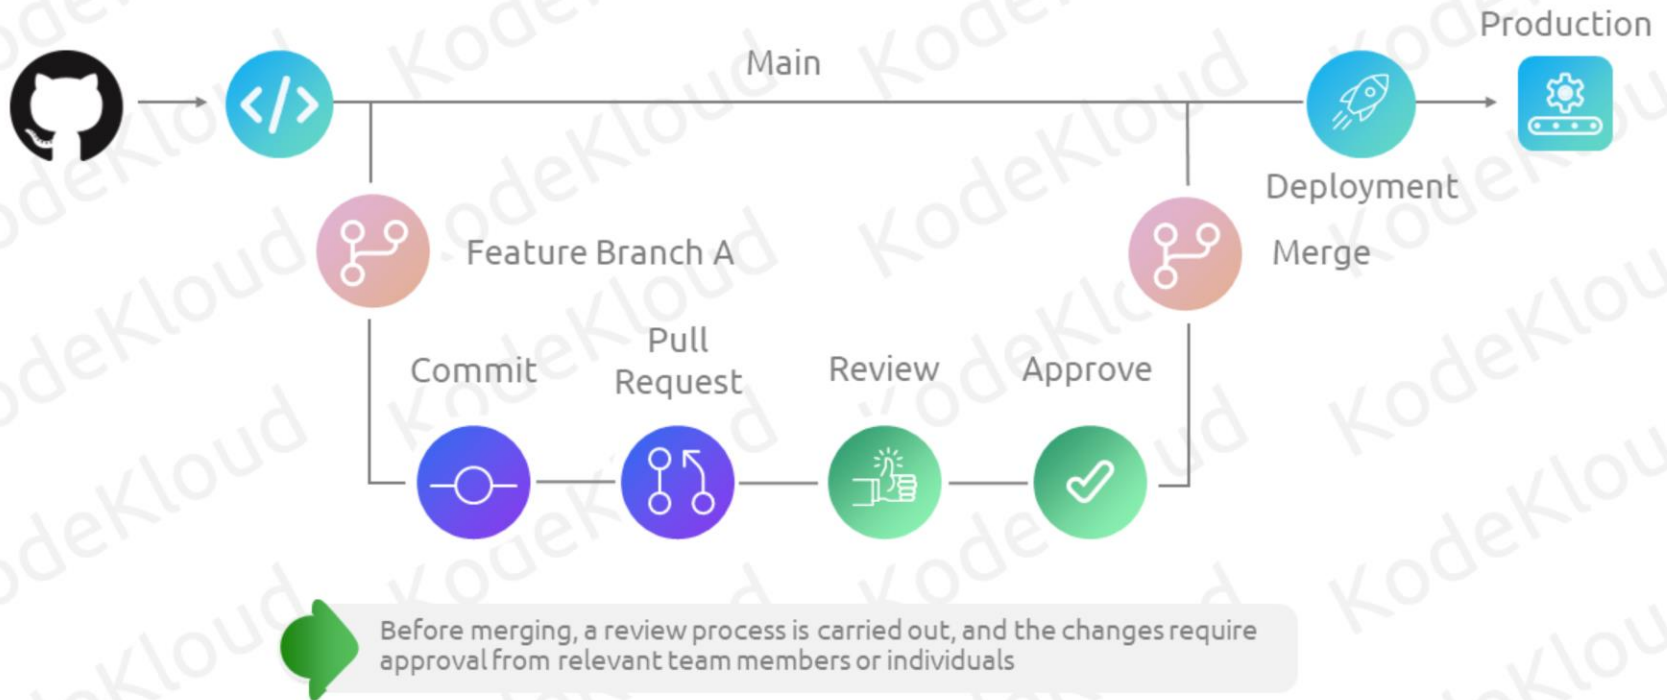 Production
Main
Deployment
Feature Branch A
Merge
Commit
Pull
Request
Review
Approve
Before merging, a review process is carried out, and the changes require
approval from relevant team members or individuals
KodeKloud